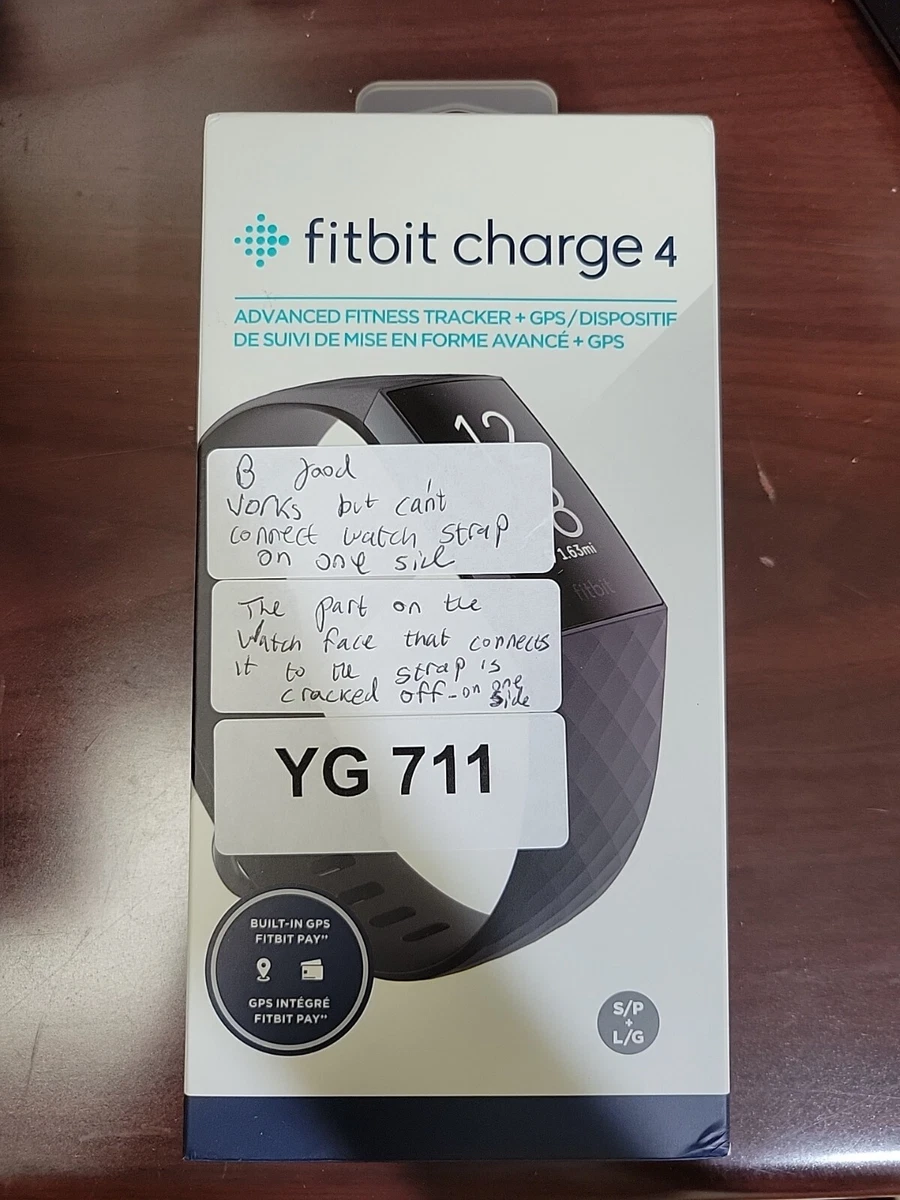 fitbit charge 4
ADVANCED FITNESS TRACKER + GPS / DISPOSITIF
DE SUIVI DE MISE EN FORME AVANCÉ + GPS
12
8
1.63mi
fitbit
B good
Works but can't
connect watch strap
on one side
The part on the
Watch face that connects
it to the strap is
cracked off-on one
side
YG 711
BUILT-IN GPS
FITBIT PAY**
GPS INTÉGRÉ
FITBIT PAY**
S/P
+
L/G